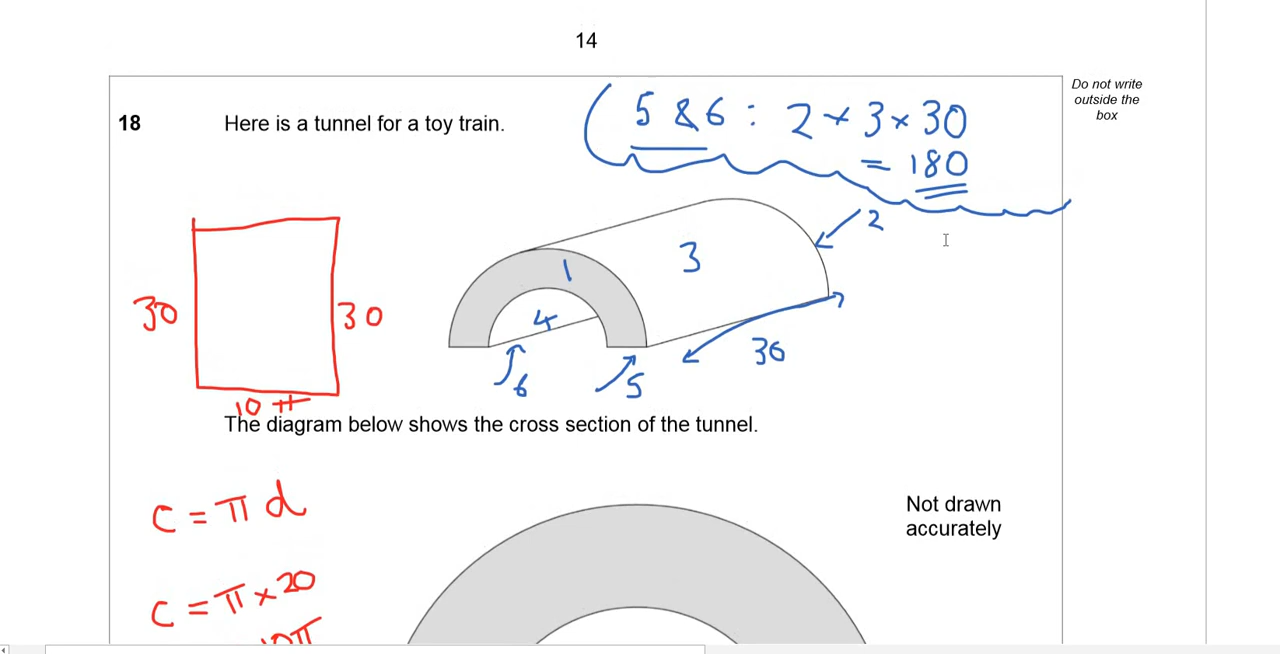 14
Do not write
outside the
box
18 Here is a tunnel for a toy train.
5 & 6 : 2 × 3 × 30
= 180
2
3
1
4
30
30
30
6
5
10 π
The diagram below shows the cross section of the tunnel.
C = π d
Not drawn
accurately
C = π × 20
10π